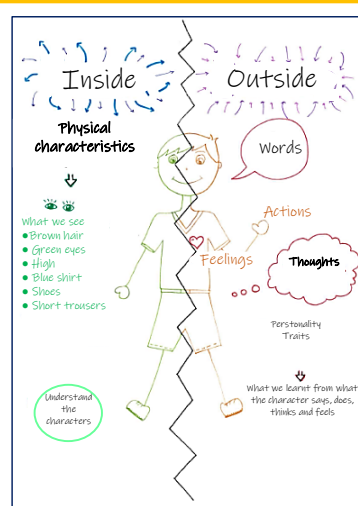 Inside
Outside
Physical
characteristics
What we see
Brown hair
Green eyes
High
Blue shirt
Shoes
Short trousers
Understand
the
characters
Words
Actions
Feelings
Thoughts
Perstonality
Traits
What we learnt from what
the character says, does,
thinks and feels